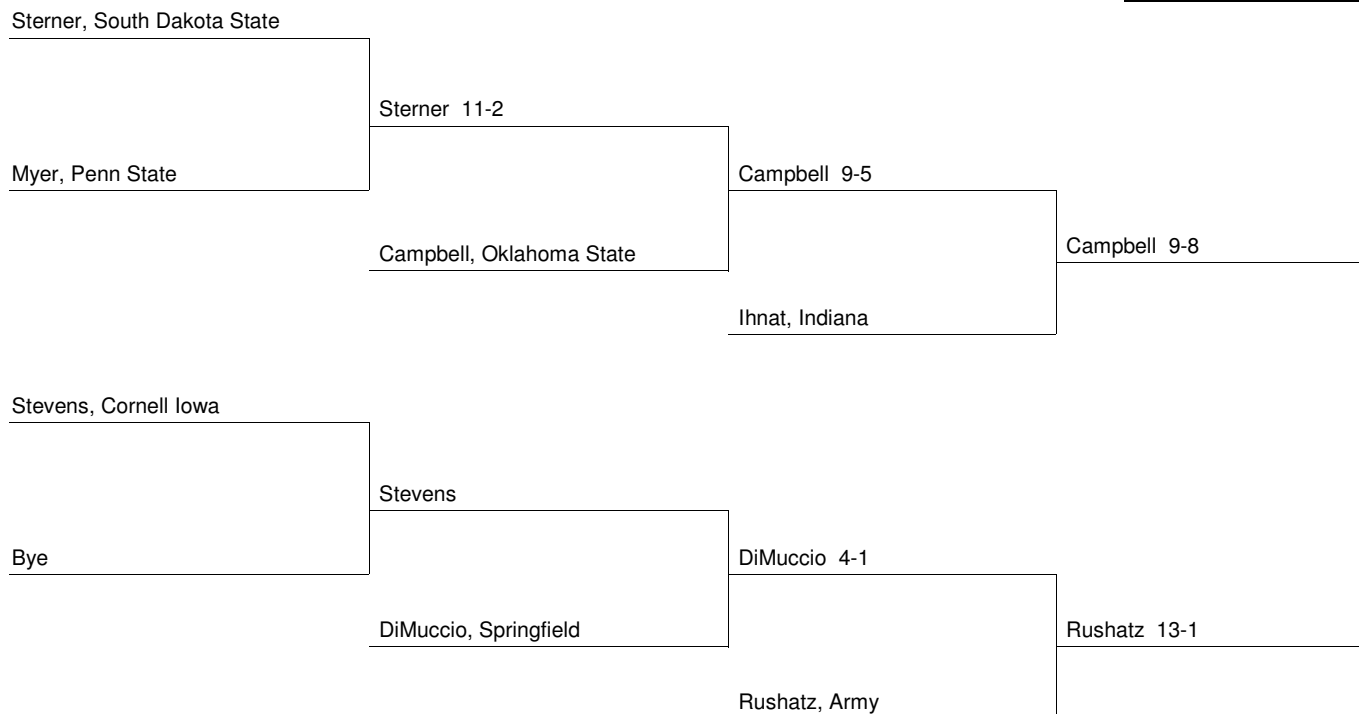 Sterner, South Dakota State
Sterner  11-2
Myer, Penn State
Campbell  9-5
Campbell, Oklahoma State
Campbell  9-8
Ihnat, Indiana
Stevens, Cornell Iowa
Stevens
Bye
DiMuccio  4-1
DiMuccio, Springfield
Rushatz  13-1
Rushatz, Army